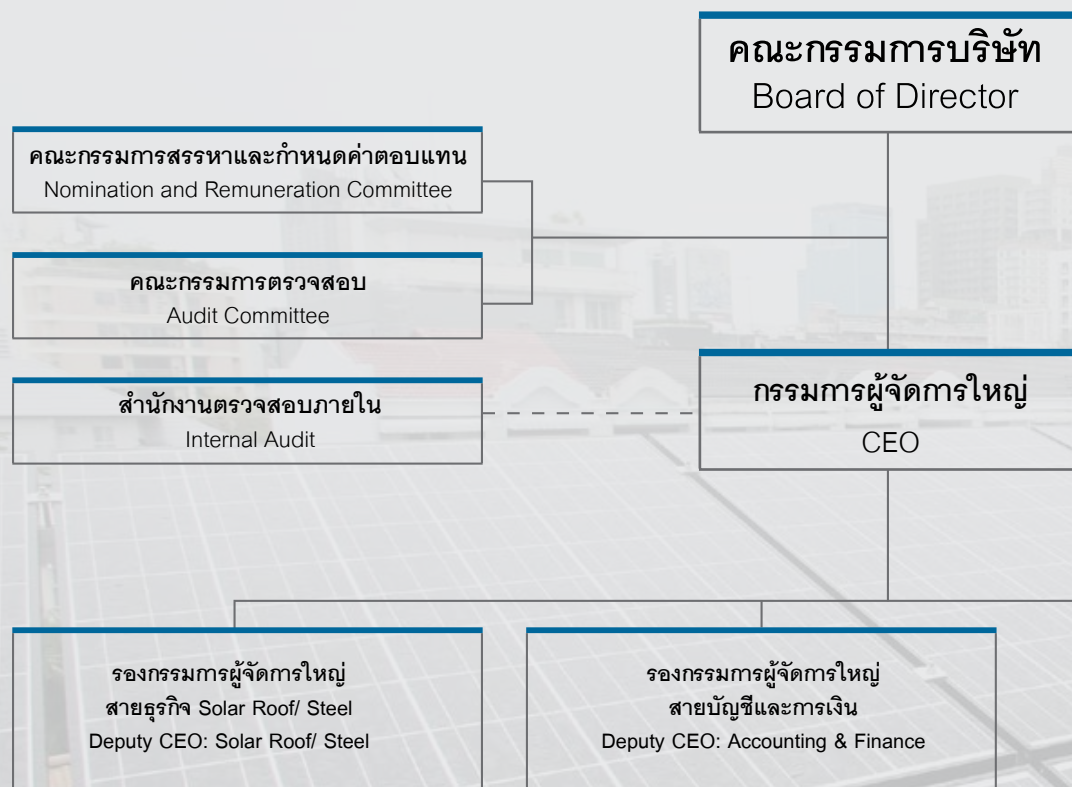 คณะกรรมการบริษัท
Board of Director
คณะกรรมการสรรหาและกำหนดค่าตอบแทน
Nomination and Remuneration Committee
คณะกรรมการตรวจสอบ
Audit Committee
สำนักงานตรวจสอบภายใน
Internal Audit
กรรมการผู้จัดการใหญ่
CEO
รองกรรมการผู้จัดการใหญ่
สายธุรกิจ Solar Roof/ Steel
Deputy CEO: Solar Roof/ Steel
รองกรรมการผู้จัดการใหญ่
สายบัญชีและการเงิน
Deputy CEO: Accounting & Finance